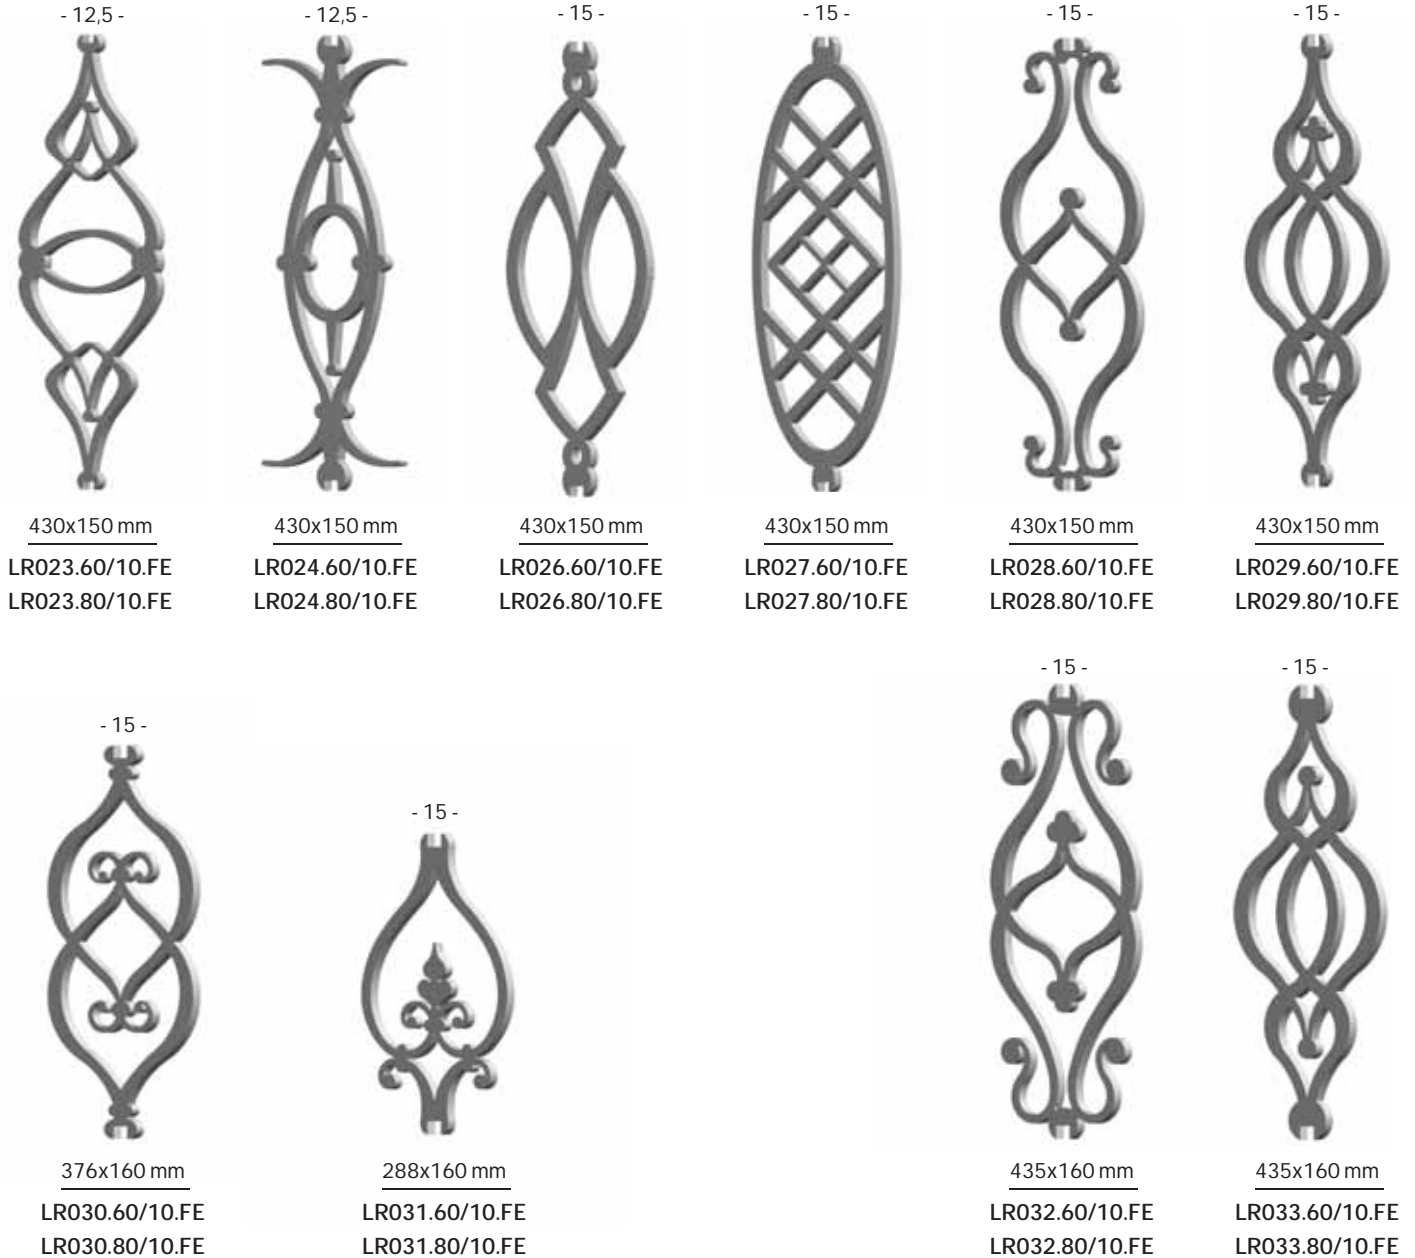 - 12,5 -
- 12,5 -
- 15 -
- 15 -
- 15 -
- 15 -
430x150 mm
430x150 mm
430x150 mm
430x150 mm
430x150 mm
430x150 mm
LR023.60/10.FE
LR024.60/10.FE
LR026.60/10.FE
LR027.60/10.FE
LR028.60/10.FE
LR029.60/10.FE
LR023.80/10.FE
LR024.80/10.FE
LR026.80/10.FE
LR027.80/10.FE
LR028.80/10.FE
LR029.80/10.FE
- 15 -
- 15 -
- 15 -
- 15 -
376x160 mm
288x160 mm
435x160 mm
435x160 mm
LR030.60/10.FE
LR031.60/10.FE
LR032.60/10.FE
LR033.60/10.FE
LR030.80/10.FE
LR031.80/10.FE
LR032.80/10.FE
LR033.80/10.FE